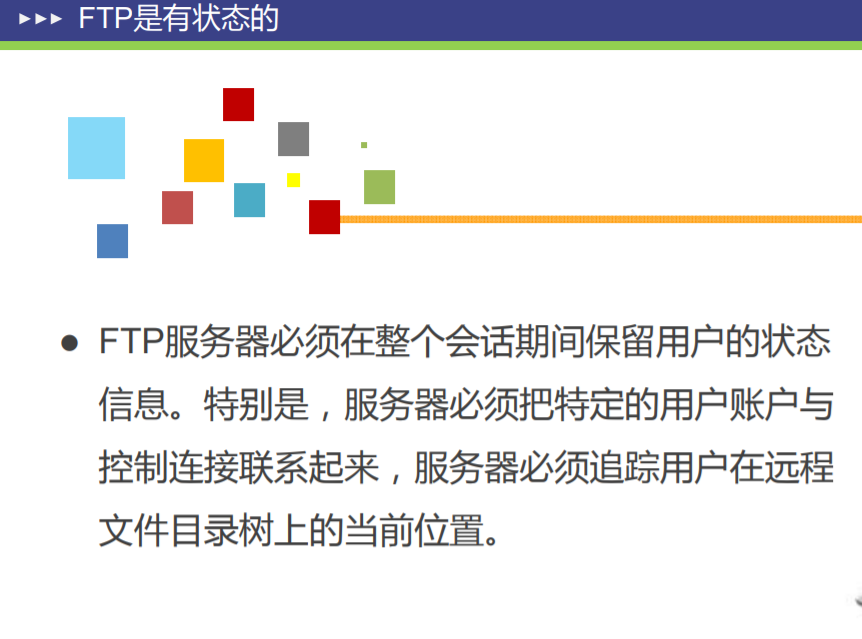 FTP是有状态的
FTP服务器必须在整个会话期间保留用户的状态
信息。特别是，服务器必须把特定的用户账户与
控制连接联系起来，服务器必须追踪用户在远程
文件目录树上的当前位置。